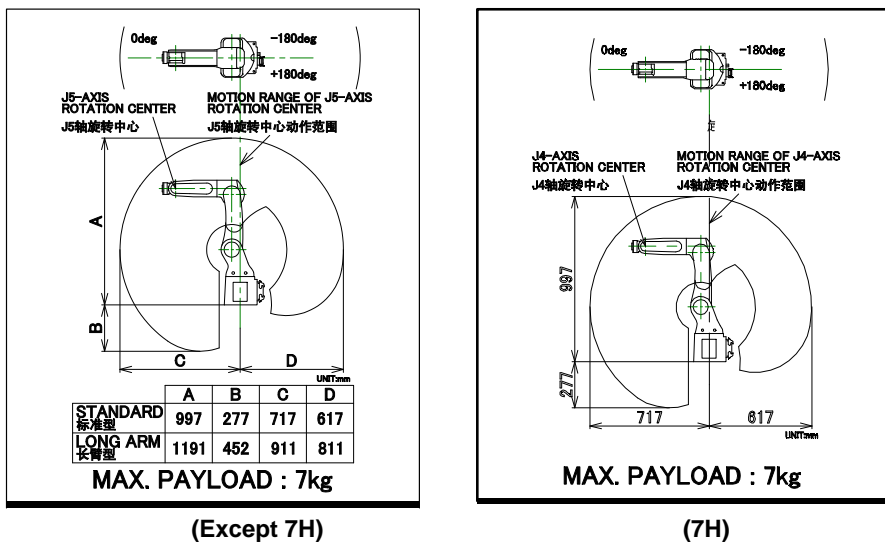 0deg
-180deg
+180deg
J5-AXIS
ROTATION CENTER
J5轴旋转中心
MOTION RANGE OF J5-AXIS
ROTATION CENTER
J5轴旋转中心动作范围
A
B
C
D
UNIT:mm
A B C D
STANDARD
标准型
997 277 717 617
LONG ARM
长臂型
1191 452 911 811
MAX. PAYLOAD : 7kg
(Except 7H)
0deg
-180deg
+180deg
J4-AXIS
ROTATION CENTER
J4轴旋转中心
MOTION RANGE OF J4-AXIS
ROTATION CENTER
J4轴旋转中心动作范围
997
277
717
617
UNIT:mm
MAX. PAYLOAD : 7kg
(7H)